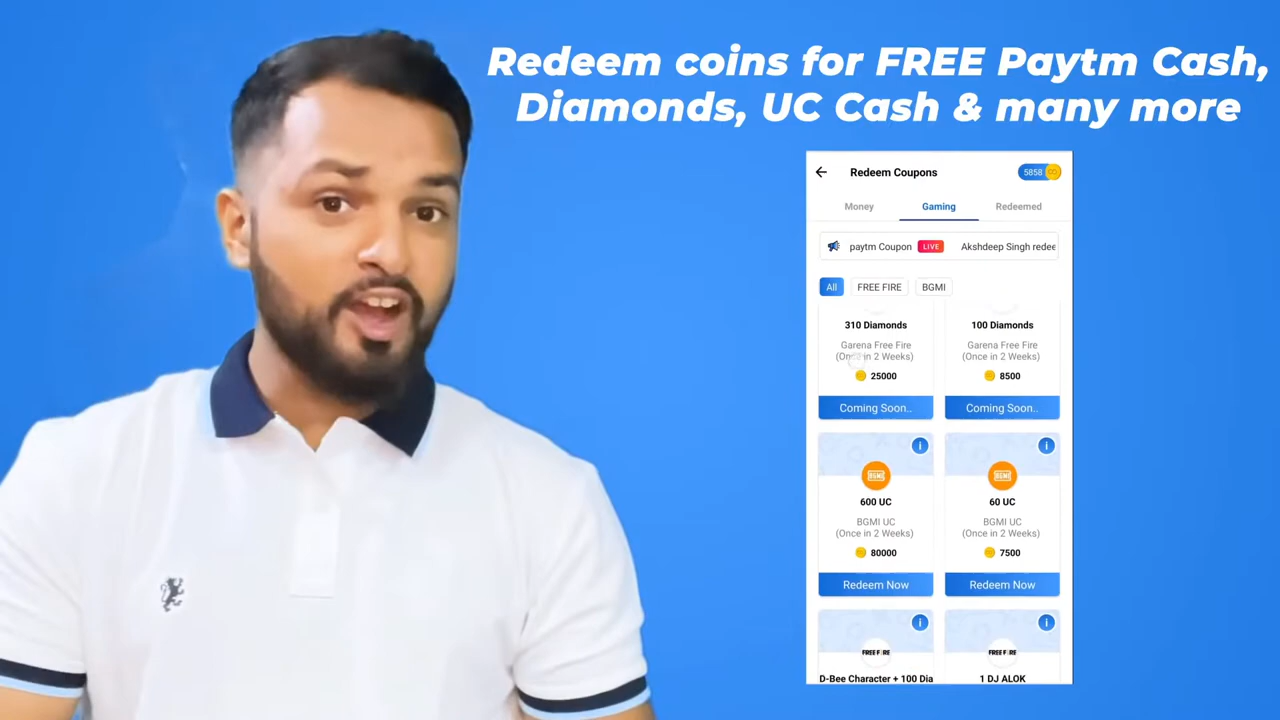 Redeem coins for FREE Paytm Cash,
Diamonds, UC Cash & many more
Redeem Coupons
5858
Money Gaming Redeemed
paytm Coupon LIVE Akshdeep Singh redee
All FREE FIRE BGMI
310 Diamonds 100 Diamonds
Garena Free Fire Garena Free Fire
(Once in 2 Weeks) (Once in 2 Weeks)
25000 8500
Coming Soon.. Coming Soon..
i i
BGMI BGMI
600 UC 60 UC
BGMI UC BGMI UC
(Once in 2 Weeks) (Once in 2 Weeks)
80000 7500
Redeem Now Redeem Now
i i
FREE FIRE FREE FIRE
D-Bee Character + 100 Dia 1 DJ ALOK